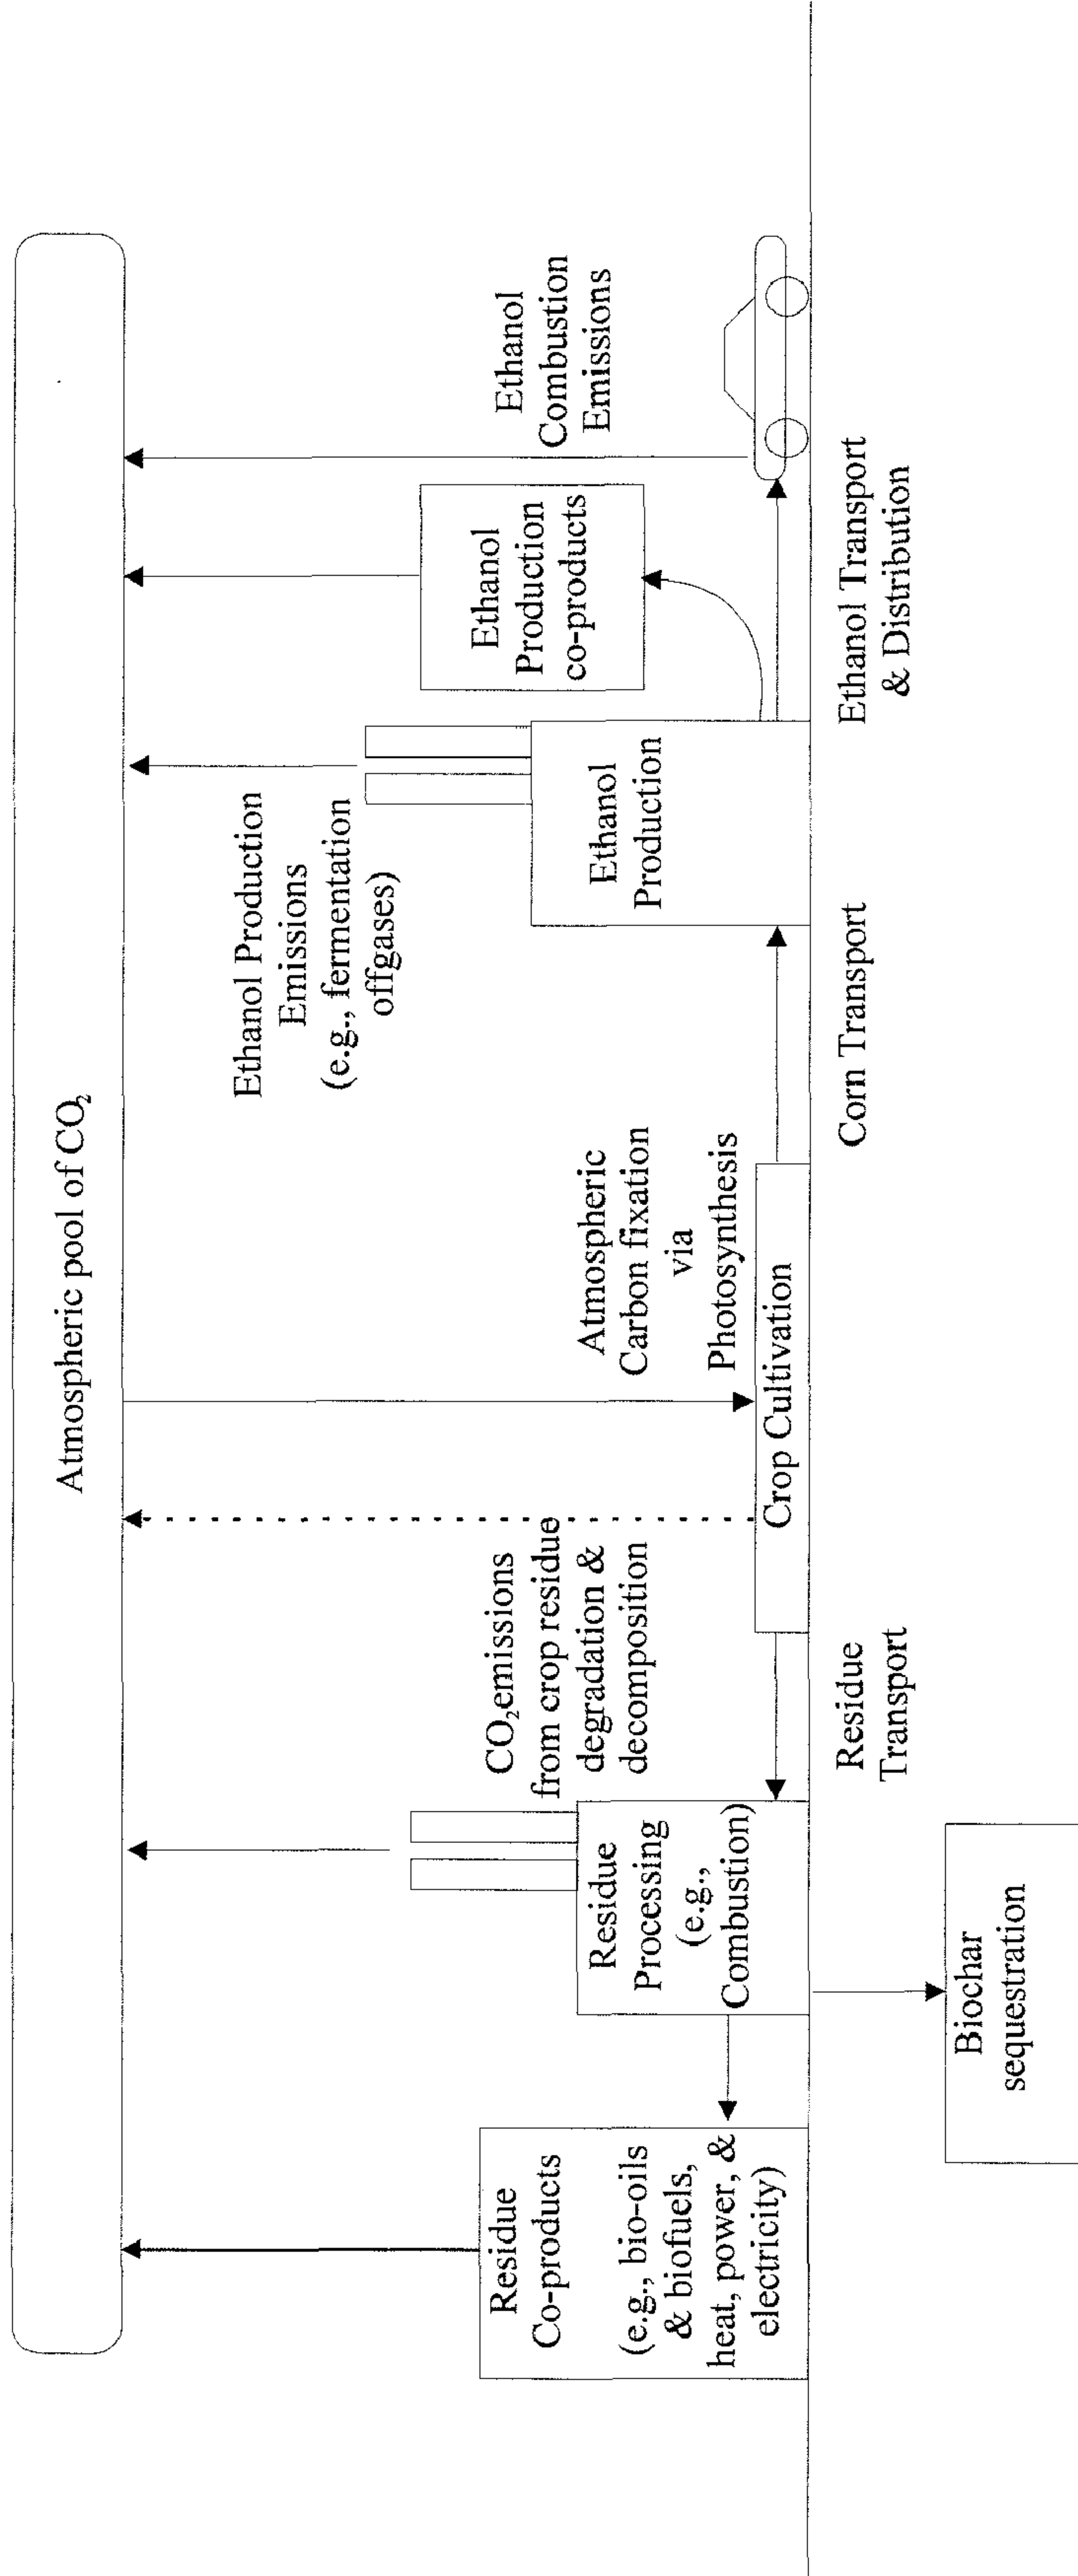 Atmospheric pool of CO₂
Residue
Co-products
(e.g., bio-oils
& biofuels,
heat, power, &
electricity)
Residue
Processing
(e.g.,
Combustion)
Biochar
sequestration
CO₂emissions
from crop residue
degradation &
decomposition
Residue
Transport
Crop Cultivation
Atmospheric
Carbon fixation
via
Photosynthesis
Corn Transport
Ethanol Production
Emissions
(e.g., fermentation
offgases)
Ethanol
Production
Ethanol
Production
co-products
Ethanol Transport
& Distribution
Ethanol
Combustion
Emissions